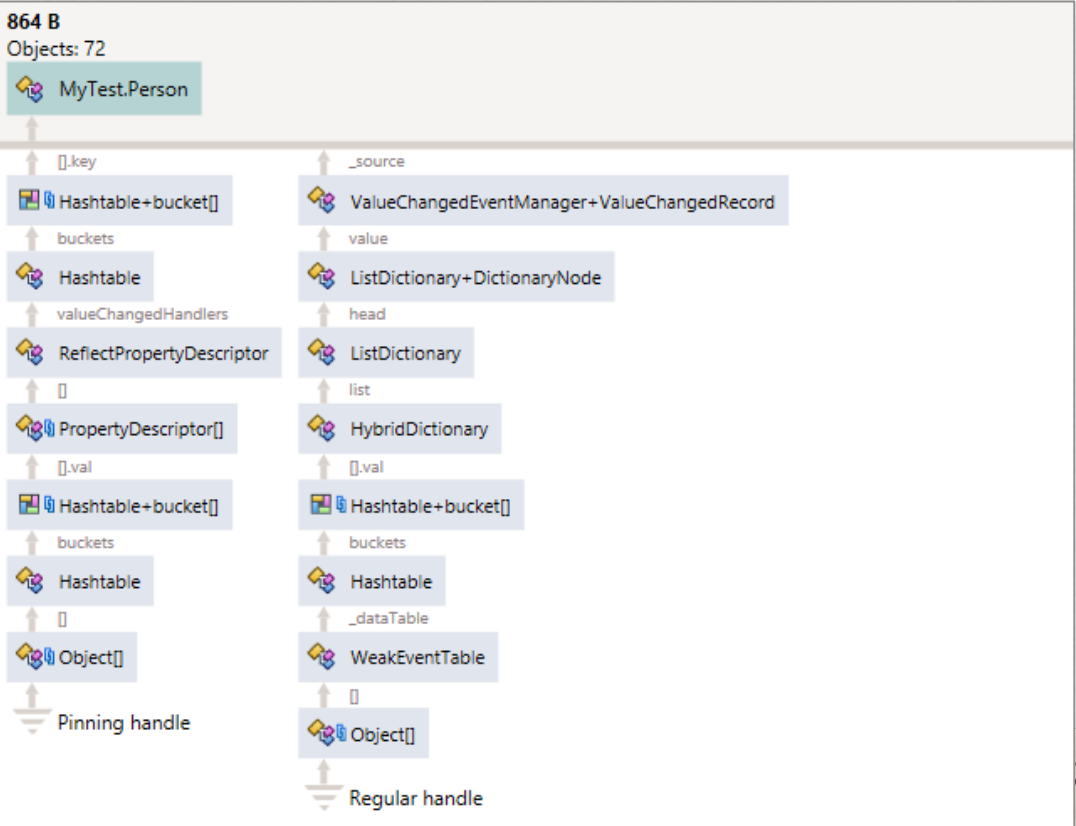 864 B
Objects: 72
MyTest.Person
[].key
Hashtable+bucket[]
buckets
Hashtable
valueChangedHandlers
ReflectPropertyDescriptor
[]
PropertyDescriptor[]
[].val
Hashtable+bucket[]
buckets
Hashtable
[]
Object[]
Pinning handle
_source
ValueChangedEventManager+ValueChangedRecord
value
ListDictionary+DictionaryNode
head
ListDictionary
list
HybridDictionary
[].val
Hashtable+bucket[]
buckets
Hashtable
_dataTable
WeakEventTable
[]
Object[]
Regular handle